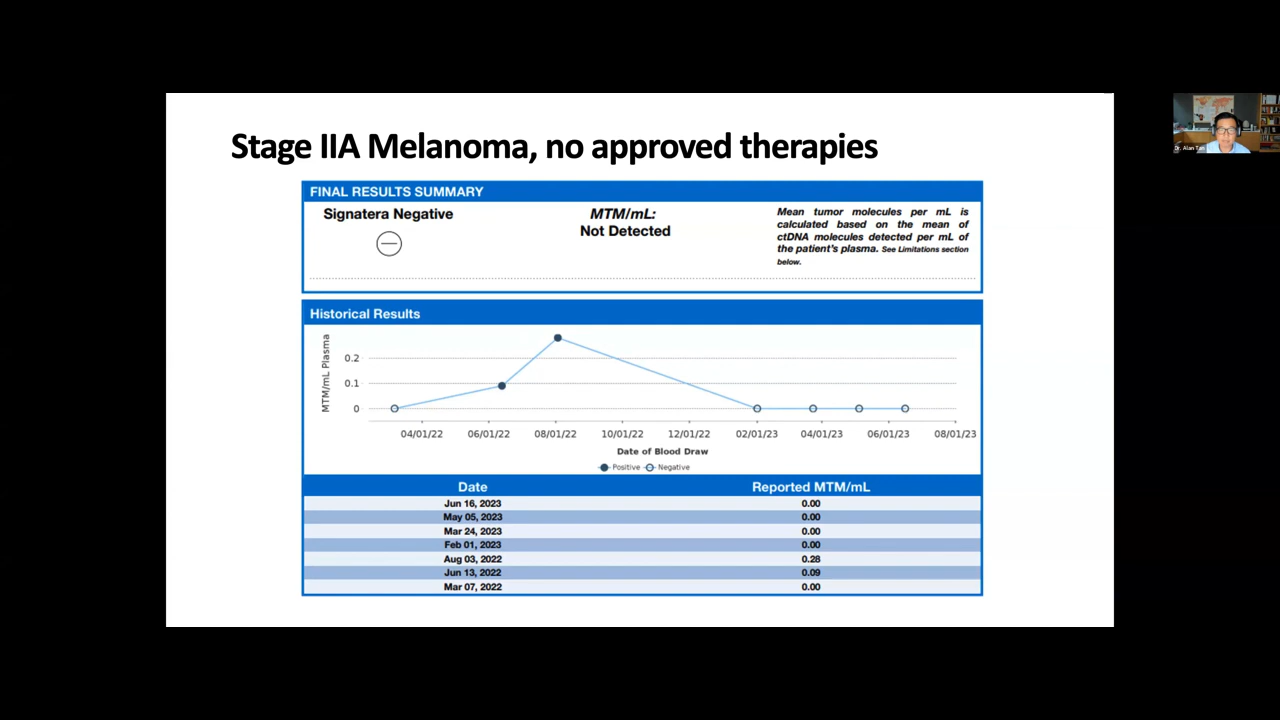 Stage IIA Melanoma, no approved therapies
FINAL RESULTS SUMMARY
Signatera Negative
MTM/mL:
Not Detected
Mean tumor molecules per mL is
calculated based on the mean of
ctDNA molecules detected per mL of
the patient's plasma. See Limitations section
below.
Historical Results
MTM/mL Plasma
0.2
0.1
0
04/01/22 06/01/22 08/01/22 10/01/22 12/01/22 02/01/23 04/01/23 06/01/23 08/01/23
Date of Blood Draw
Positive Negative
Date Reported MTM/mL
Jun 16, 2023 0.00
May 05, 2023 0.00
Mar 24, 2023 0.00
Feb 01, 2023 0.00
Aug 03, 2022 0.28
Jun 13, 2022 0.09
Mar 07, 2022 0.00
Dr. Alan Tan